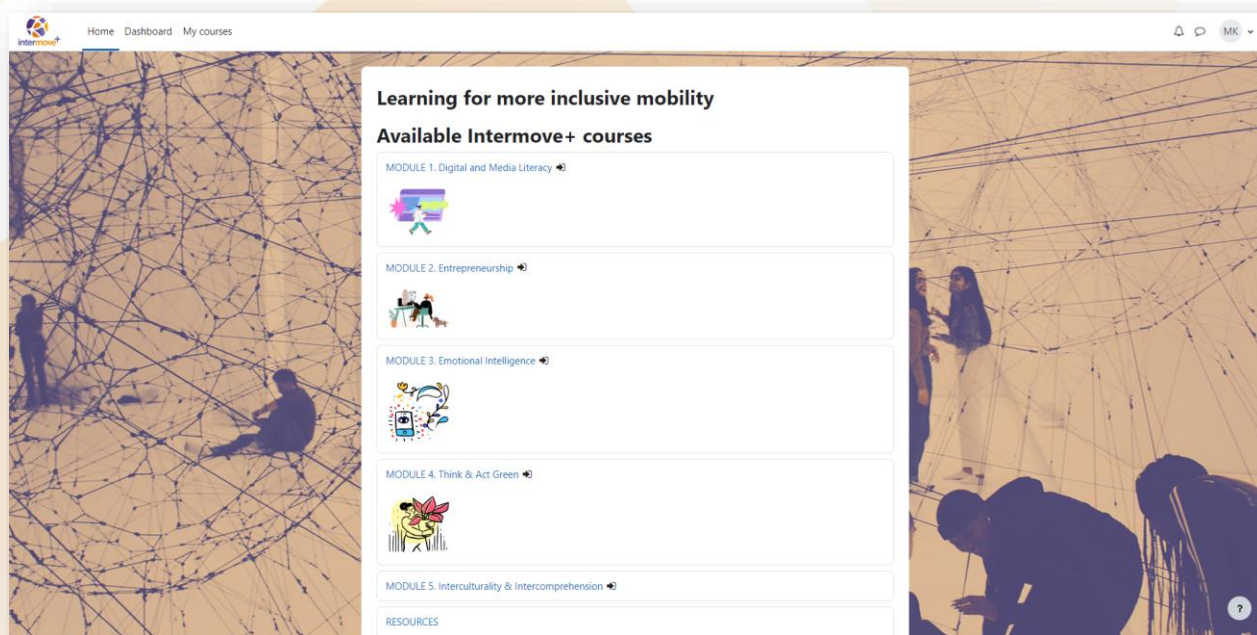 intermove+
Home Dashboard My courses
MK
Learning for more inclusive mobility
Available Intermove+ courses
MODULE 1. Digital and Media Literacy
MODULE 2. Entrepreneurship
MODULE 3. Emotional Intelligence
MODULE 4. Think & Act Green
MODULE 5. Interculturality & Intercomprehension
RESOURCES
?